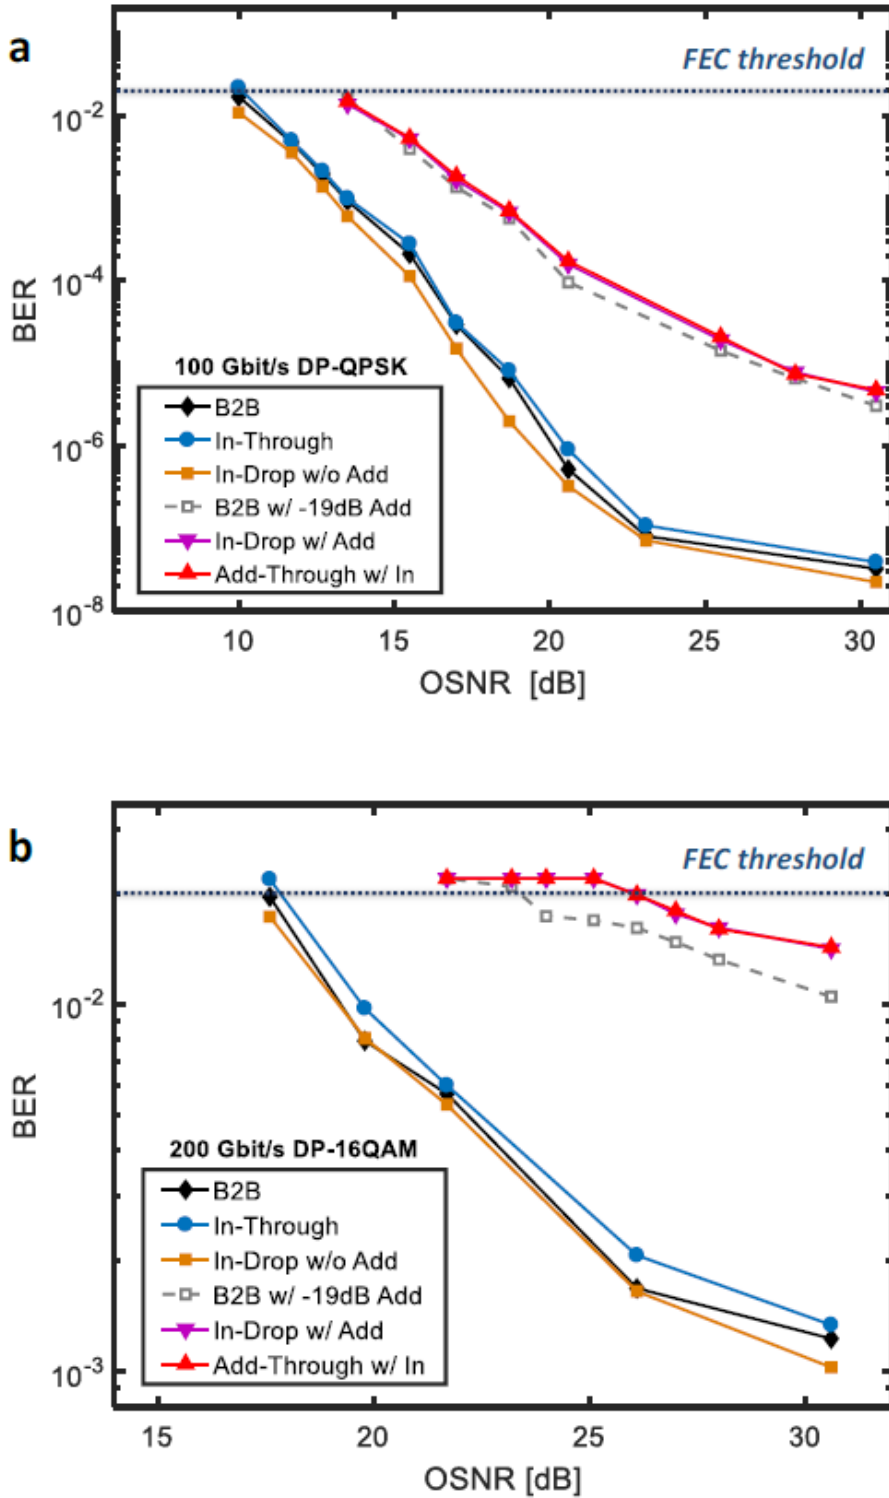 a
FEC threshold
10-2
10-4
10-6
10-8
BER
100 Gbit/s DP-QPSK
B2B
In-Through
In-Drop w/o Add
B2B w/ -19dB Add
In-Drop w/ Add
Add-Through w/ In
10 15 20 25 30
OSNR [dB]
b
FEC threshold
10-2
10-3
BER
200 Gbit/s DP-16QAM
B2B
In-Through
In-Drop w/o Add
B2B w/ -19dB Add
In-Drop w/ Add
Add-Through w/ In
15 20 25 30
OSNR [dB]